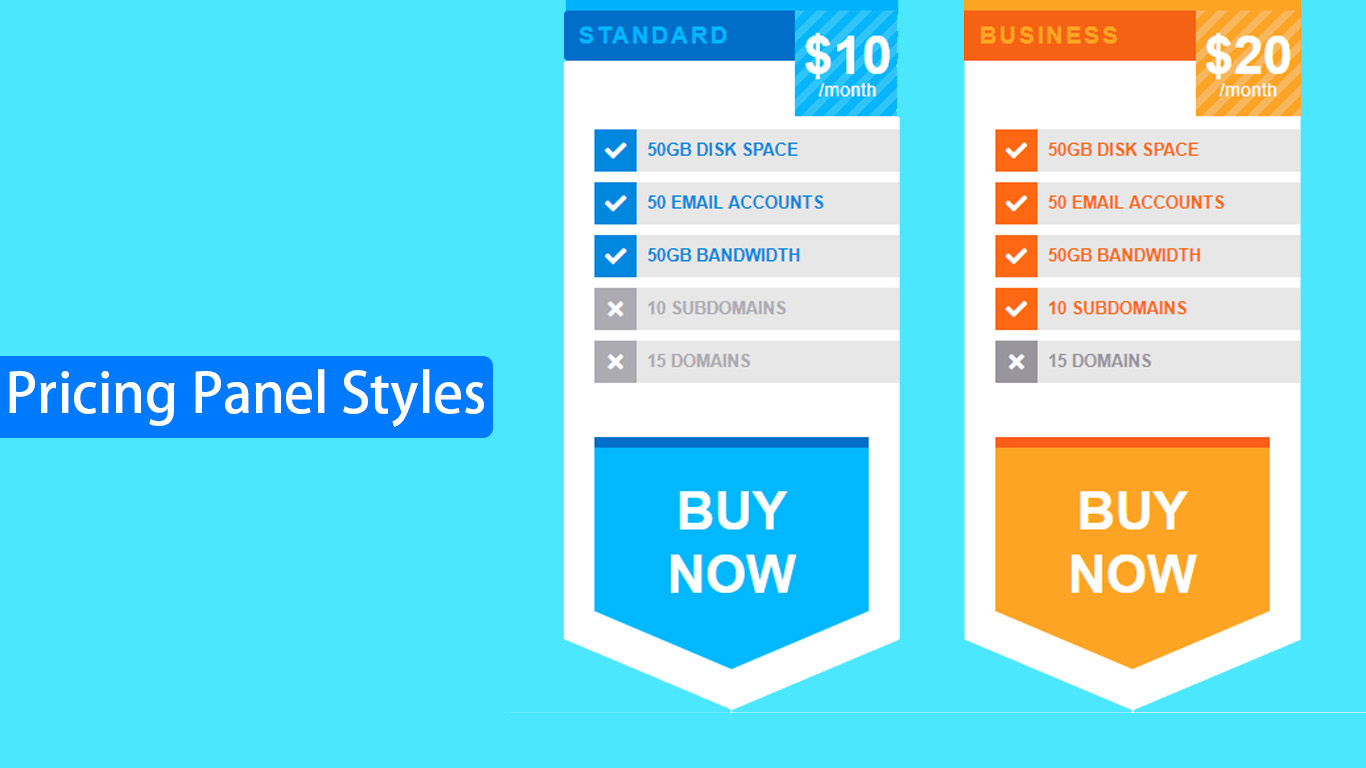 Pricing Panel Styles
STANDARD
$10
/month
50GB DISK SPACE
50 EMAIL ACCOUNTS
50GB BANDWIDTH
10 SUBDOMAINS
15 DOMAINS
BUY
NOW
BUSINESS
$20
/month
50GB DISK SPACE
50 EMAIL ACCOUNTS
50GB BANDWIDTH
10 SUBDOMAINS
15 DOMAINS
BUY
NOW